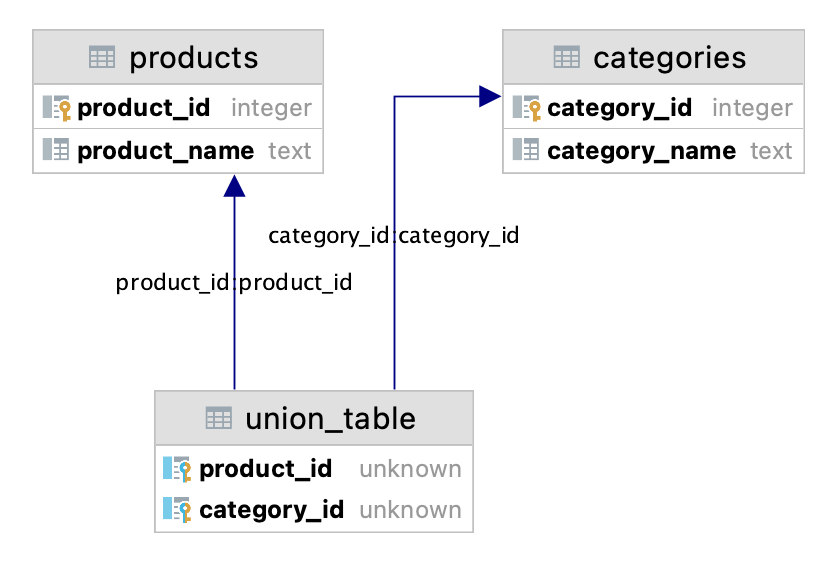 products
product_id integer
product_name text
categories
category_id integer
category_name text
category_id:category_id
product_id:product_id
union_table
product_id unknown
category_id unknown